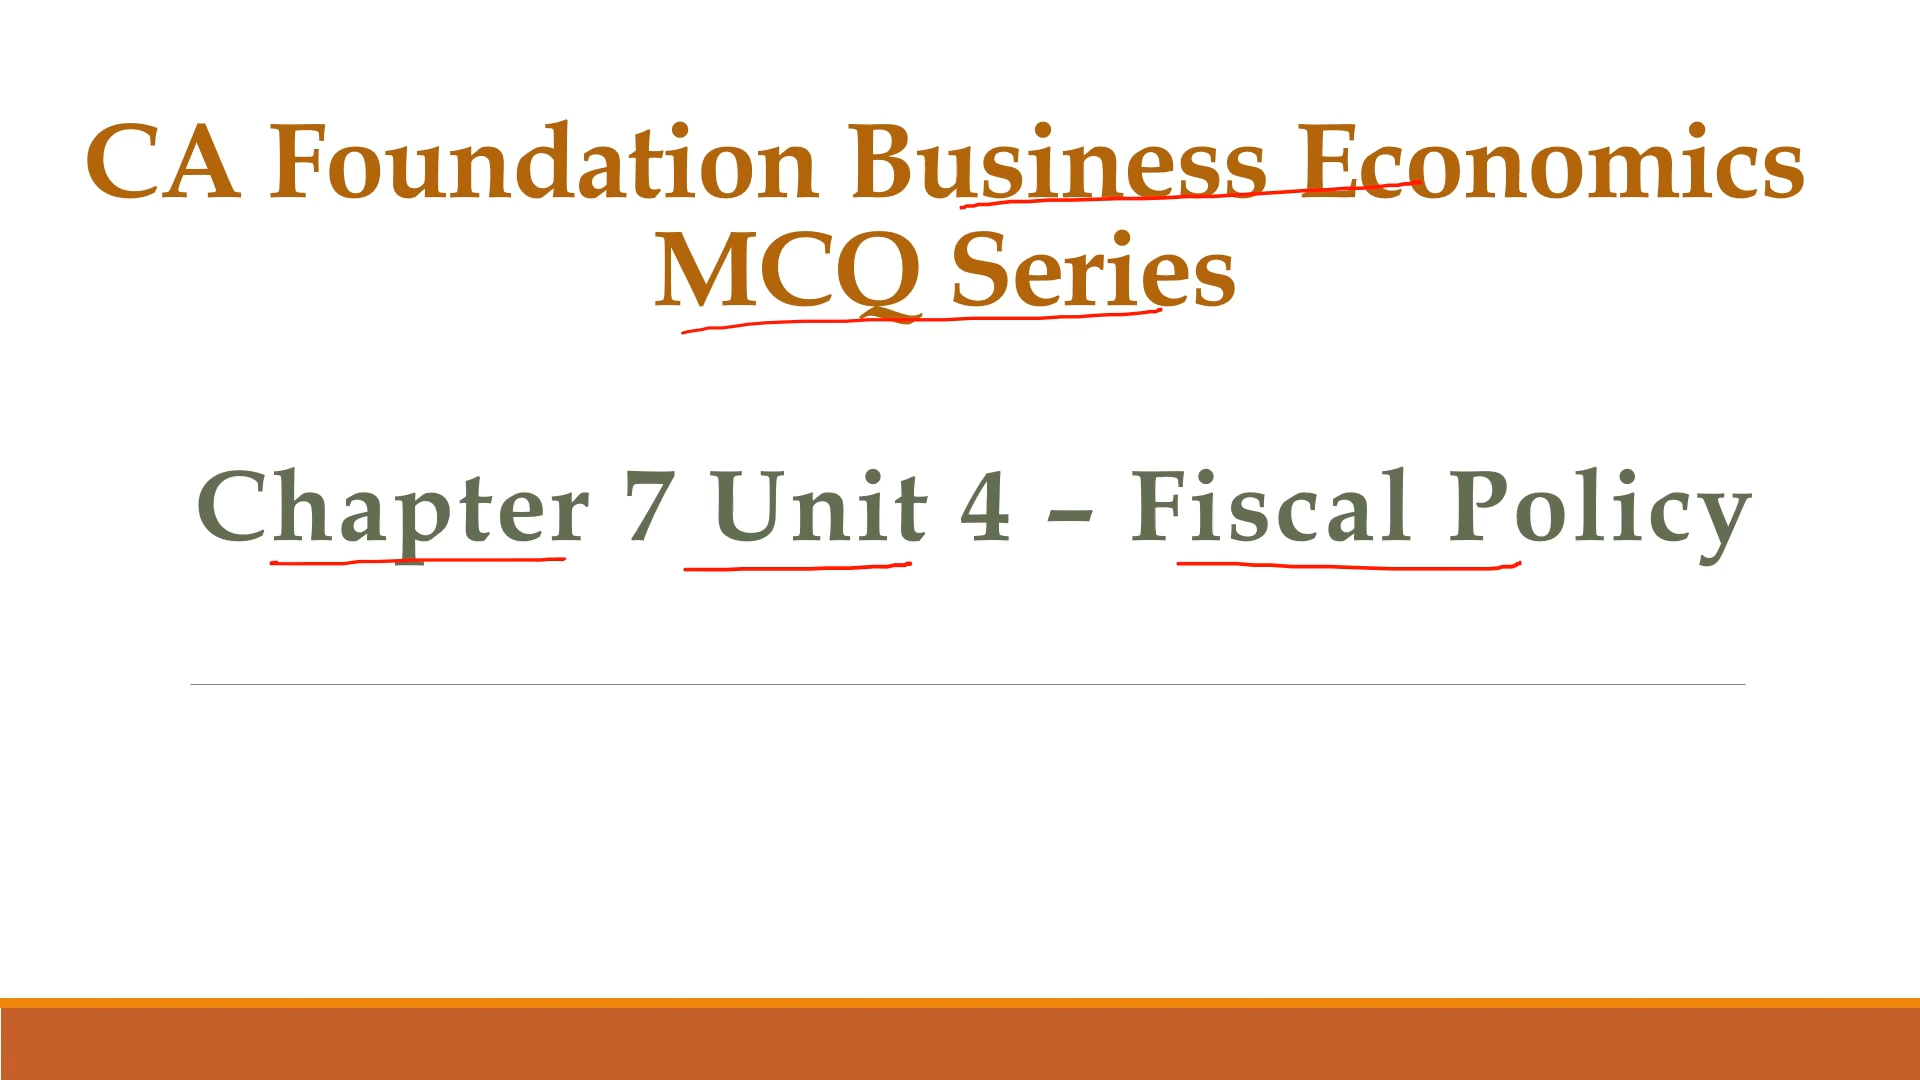 CA Foundation Business Economics
MCQ Series
Chapter 7 Unit 4 – Fiscal Policy